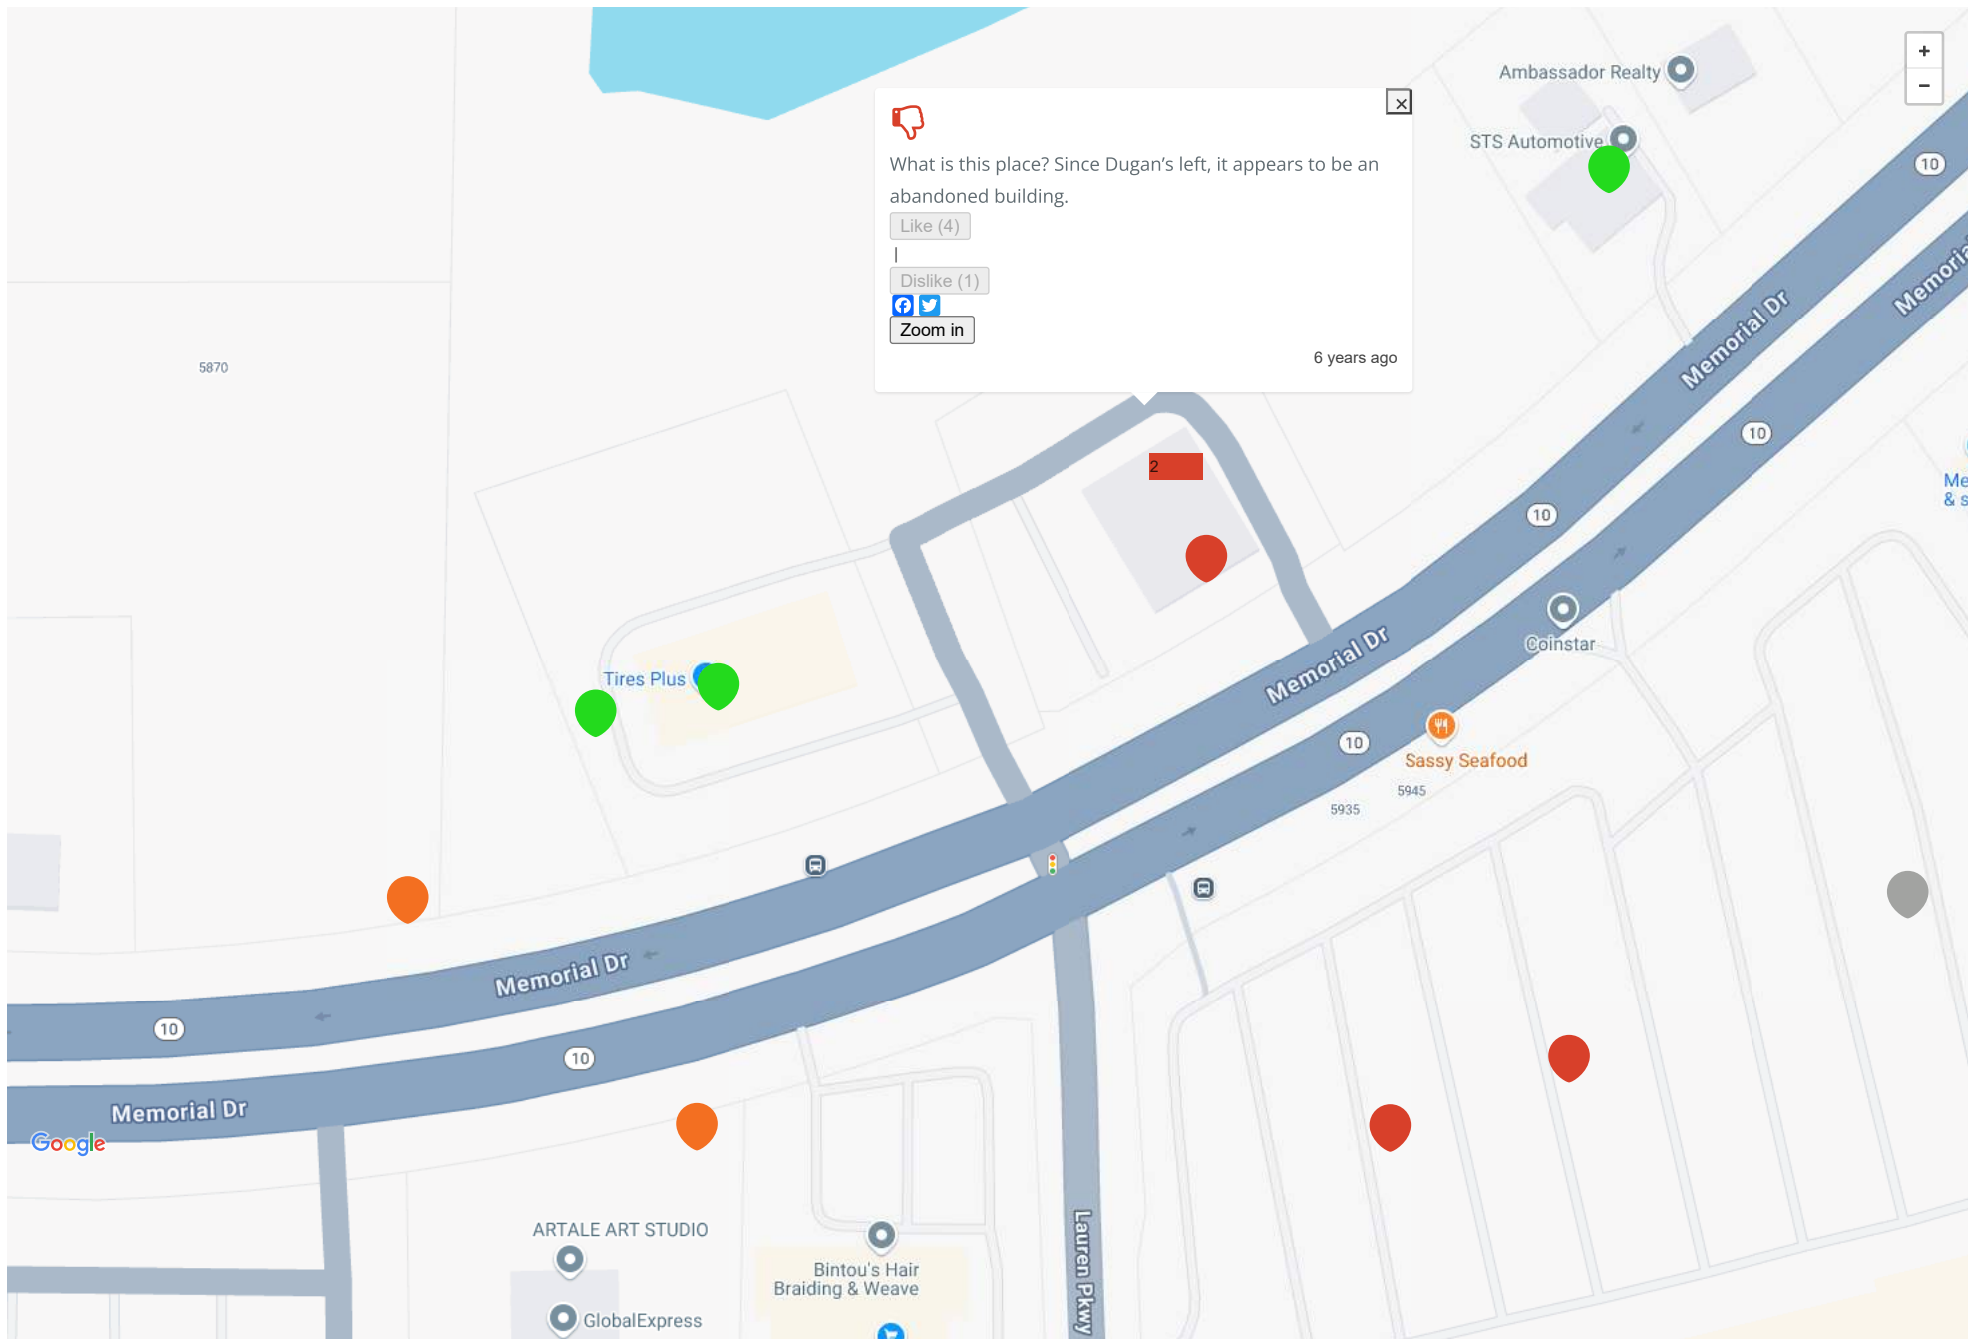 Ambassador Realty
STS Automotive
+
−
10
×
What is this place? Since Dugan's left, it appears to be an
abandoned building.
Like (4)
|
Dislike (1)
Zoom in
6 years ago
5870
Memorial Dr
10
2
10
Memorial Dr
Coinstar
Tires Plus
10
Sassy Seafood
5945
5935
Memorial Dr
10
10
Memorial Dr
Google
Lauren Pkwy
ARTALE ART STUDIO
Bintou's Hair
Braiding & Weave
GlobalExpress